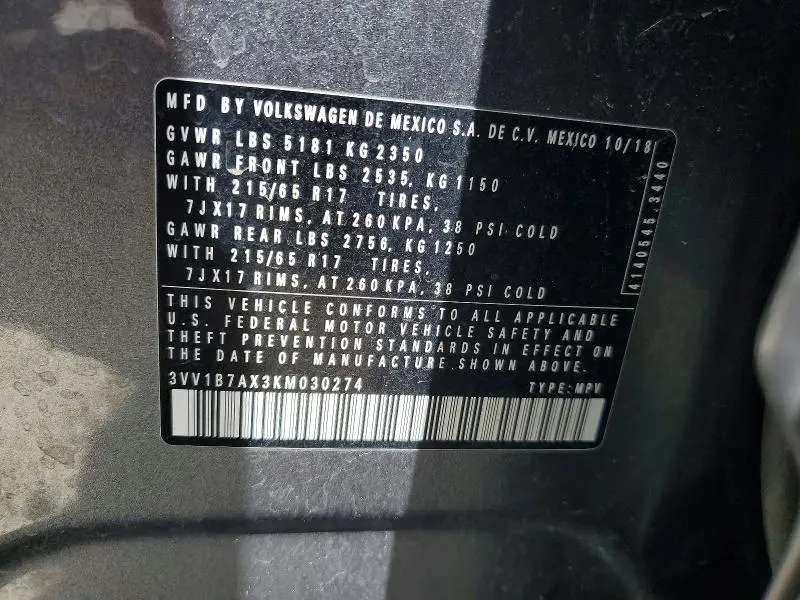 MFD BY VOLKSWAGEN DE MEXICO S.A. DE C.V. MEXICO 10/18
GVWR LBS 5181 KG 2350
GAWR FRONT LBS 2535, KG 1150
WITH 215/65 R17 TIRES,
7JX17 RIMS, AT 260 KPA, 38 PSI COLD
GAWR REAR LBS 2756, KG 1250
WITH 215/65 R17 TIRES,
7JX17 RIMS, AT 260 KPA, 38 PSI COLD
4140545 3440
THIS VEHICLE CONFORMS TO ALL APPLICABLE
U.S. FEDERAL MOTOR VEHICLE SAFETY AND
THEFT PREVENTION STANDARDS IN EFFECT ON
THE DATE OF MANUFACTURE SHOWN ABOVE.
3VV1B7AX3KM030274 TYPE: MPV